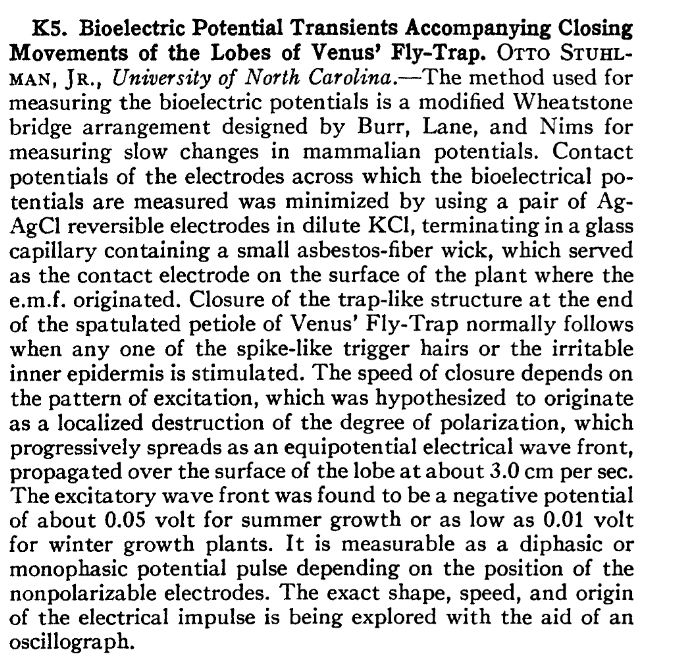 K5. Bioelectric Potential Transients Accompanying Closing
Movements of the Lobes of Venus' Fly-Trap. OTTO STUHL-
MAN, JR., University of North Carolina.—The method used for
measuring the bioelectric potentials is a modified Wheatstone
bridge arrangement designed by Burr, Lane, and Nims for
measuring slow changes in mammalian potentials. Contact
potentials of the electrodes across which the bioelectrical po-
tentials are measured was minimized by using a pair of Ag-
AgCl reversible electrodes in dilute KCl, terminating in a glass
capillary containing a small asbestos-fiber wick, which served
as the contact electrode on the surface of the plant where the
e.m.f. originated. Closure of the trap-like structure at the end
of the spatulated petiole of Venus' Fly-Trap normally follows
when any one of the spike-like trigger hairs or the irritable
inner epidermis is stimulated. The speed of closure depends on
the pattern of excitation, which was hypothesized to originate
as a localized destruction of the degree of polarization, which
progressively spreads as an equipotential electrical wave front,
propagated over the surface of the lobe at about 3.0 cm per sec.
The excitatory wave front was found to be a negative potential
of about 0.05 volt for summer growth or as low as 0.01 volt
for winter growth plants. It is measurable as a diphasic or
monophasic potential pulse depending on the position of the
nonpolarizable electrodes. The exact shape, speed, and origin
of the electrical impulse is being explored with the aid of an
oscillograph.